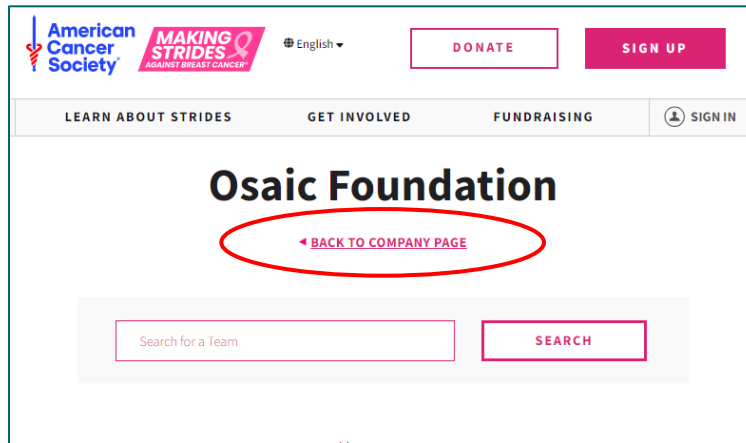 American
Cancer
Society®
MAKING
STRIDES
AGAINST BREAST CANCER®
English
DONATE
SIGN UP
LEARN ABOUT STRIDES
GET INVOLVED
FUNDRAISING
SIGN IN
Osaic Foundation
BACK TO COMPANY PAGE
Search for a Team
SEARCH